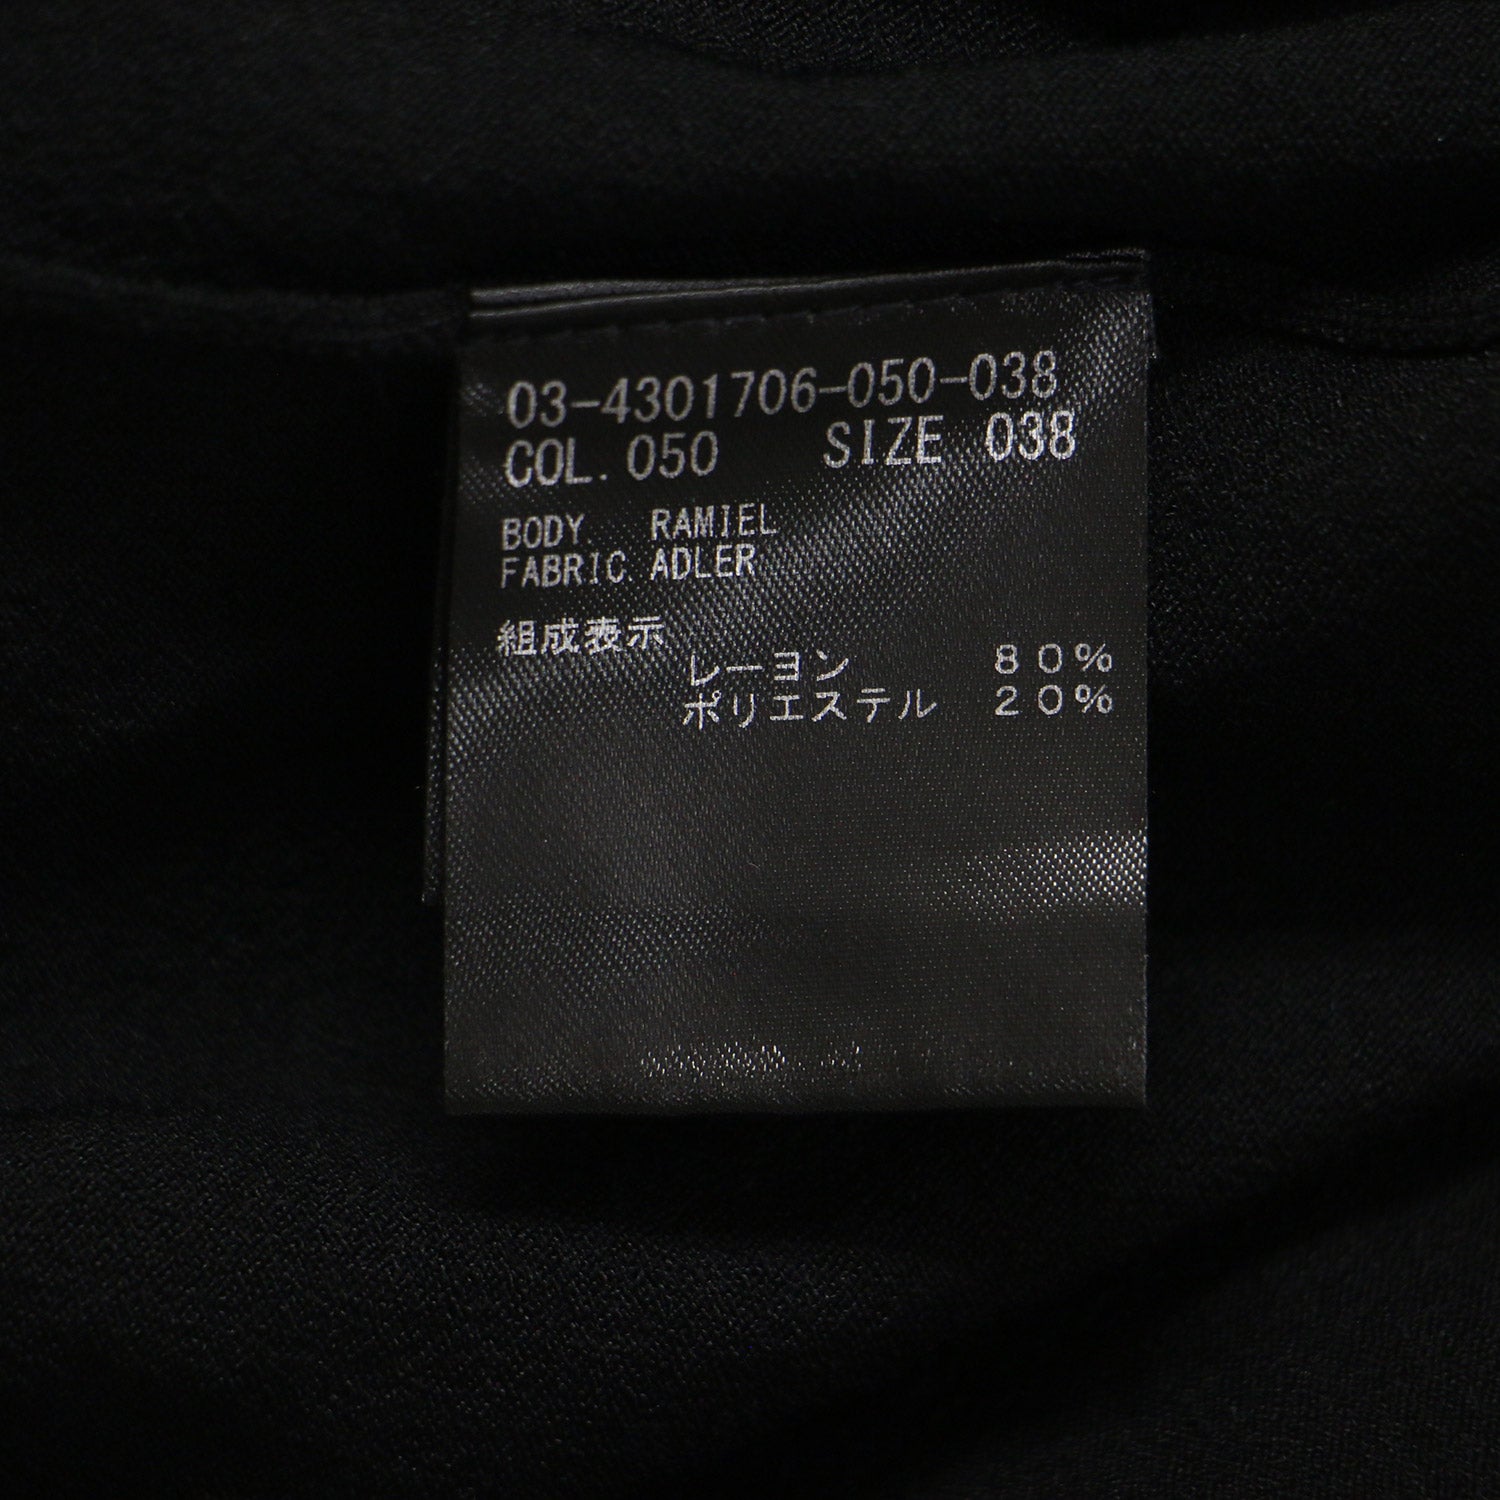 03-4301706-050-038
COL. 050 SIZE 038
BODY. RAMIEL
FABRIC. ADLER
組成表示
レーヨン 80%
ポリエステル 20%